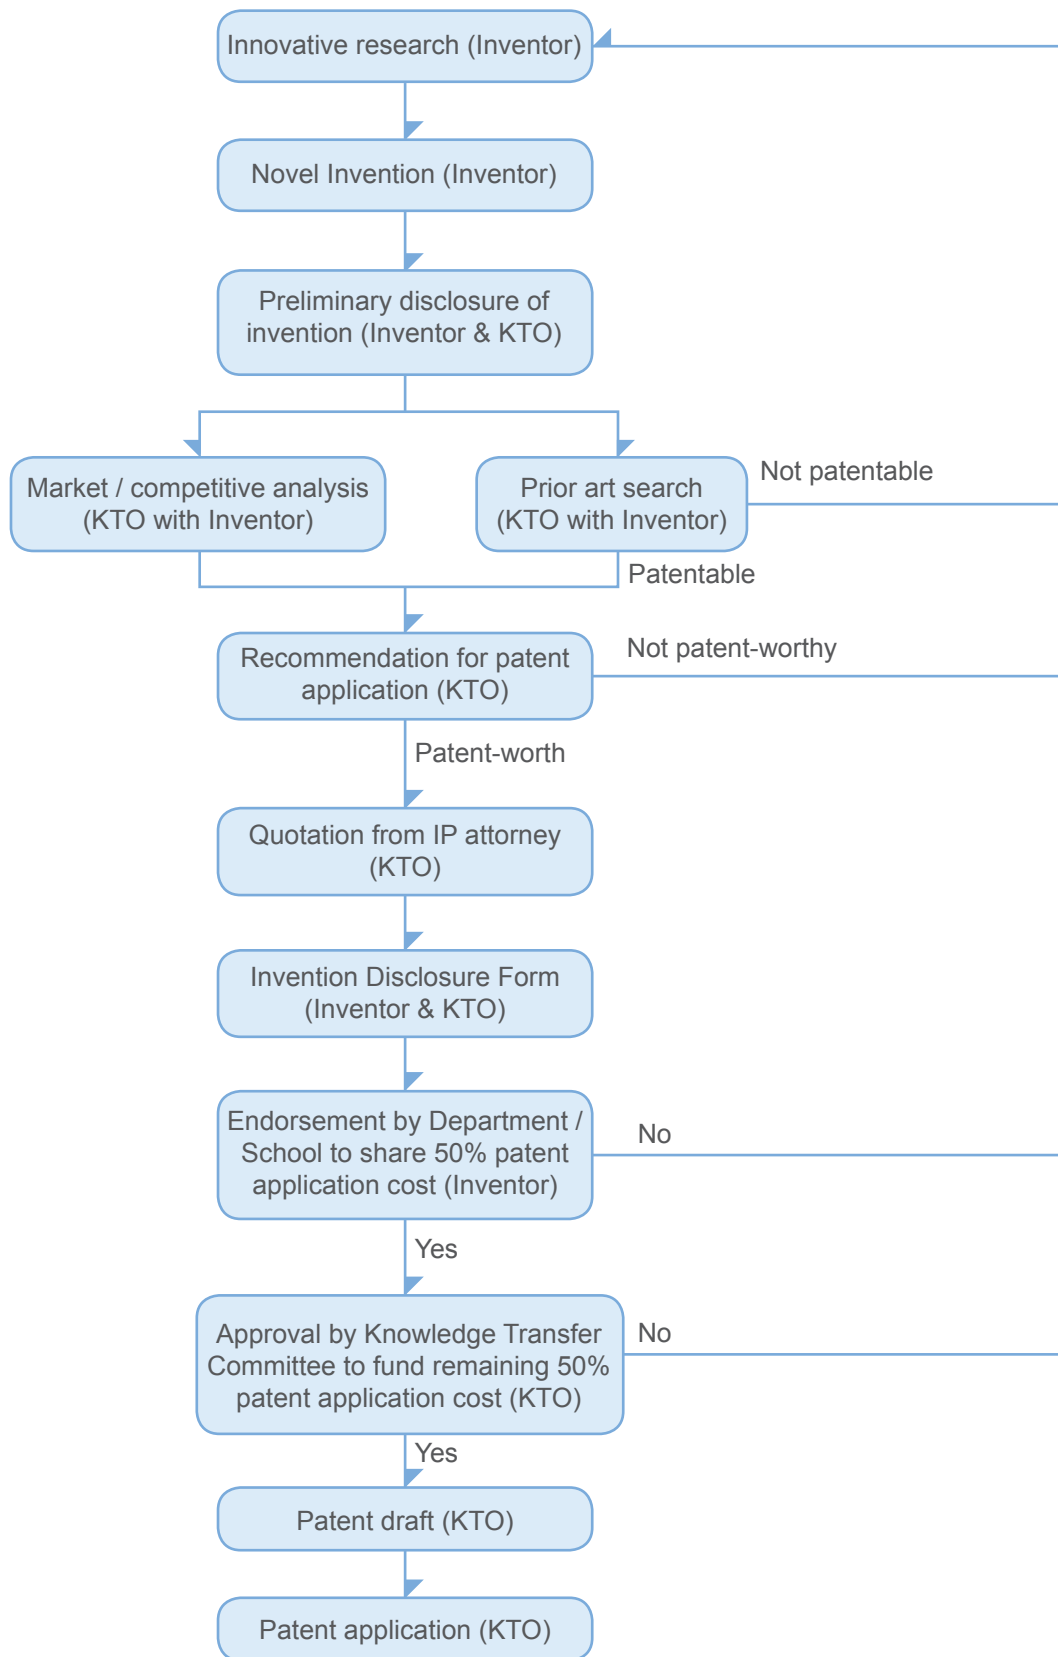 Innovative research (Inventor)
Novel Invention (Inventor)
Preliminary disclosure of
invention (Inventor & KTO)
Market / competitive analysis
(KTO with Inventor)
Prior art search
(KTO with Inventor)
Not patentable
Patentable
Recommendation for patent
application (KTO)
Not patent-worthy
Patent-worth
Quotation from IP attorney
(KTO)
Invention Disclosure Form
(Inventor & KTO)
Endorsement by Department /
School to share 50% patent
application cost (Inventor)
No
Yes
Approval by Knowledge Transfer
Committee to fund remaining 50%
patent application cost (KTO)
No
Yes
Patent draft (KTO)
Patent application (KTO)